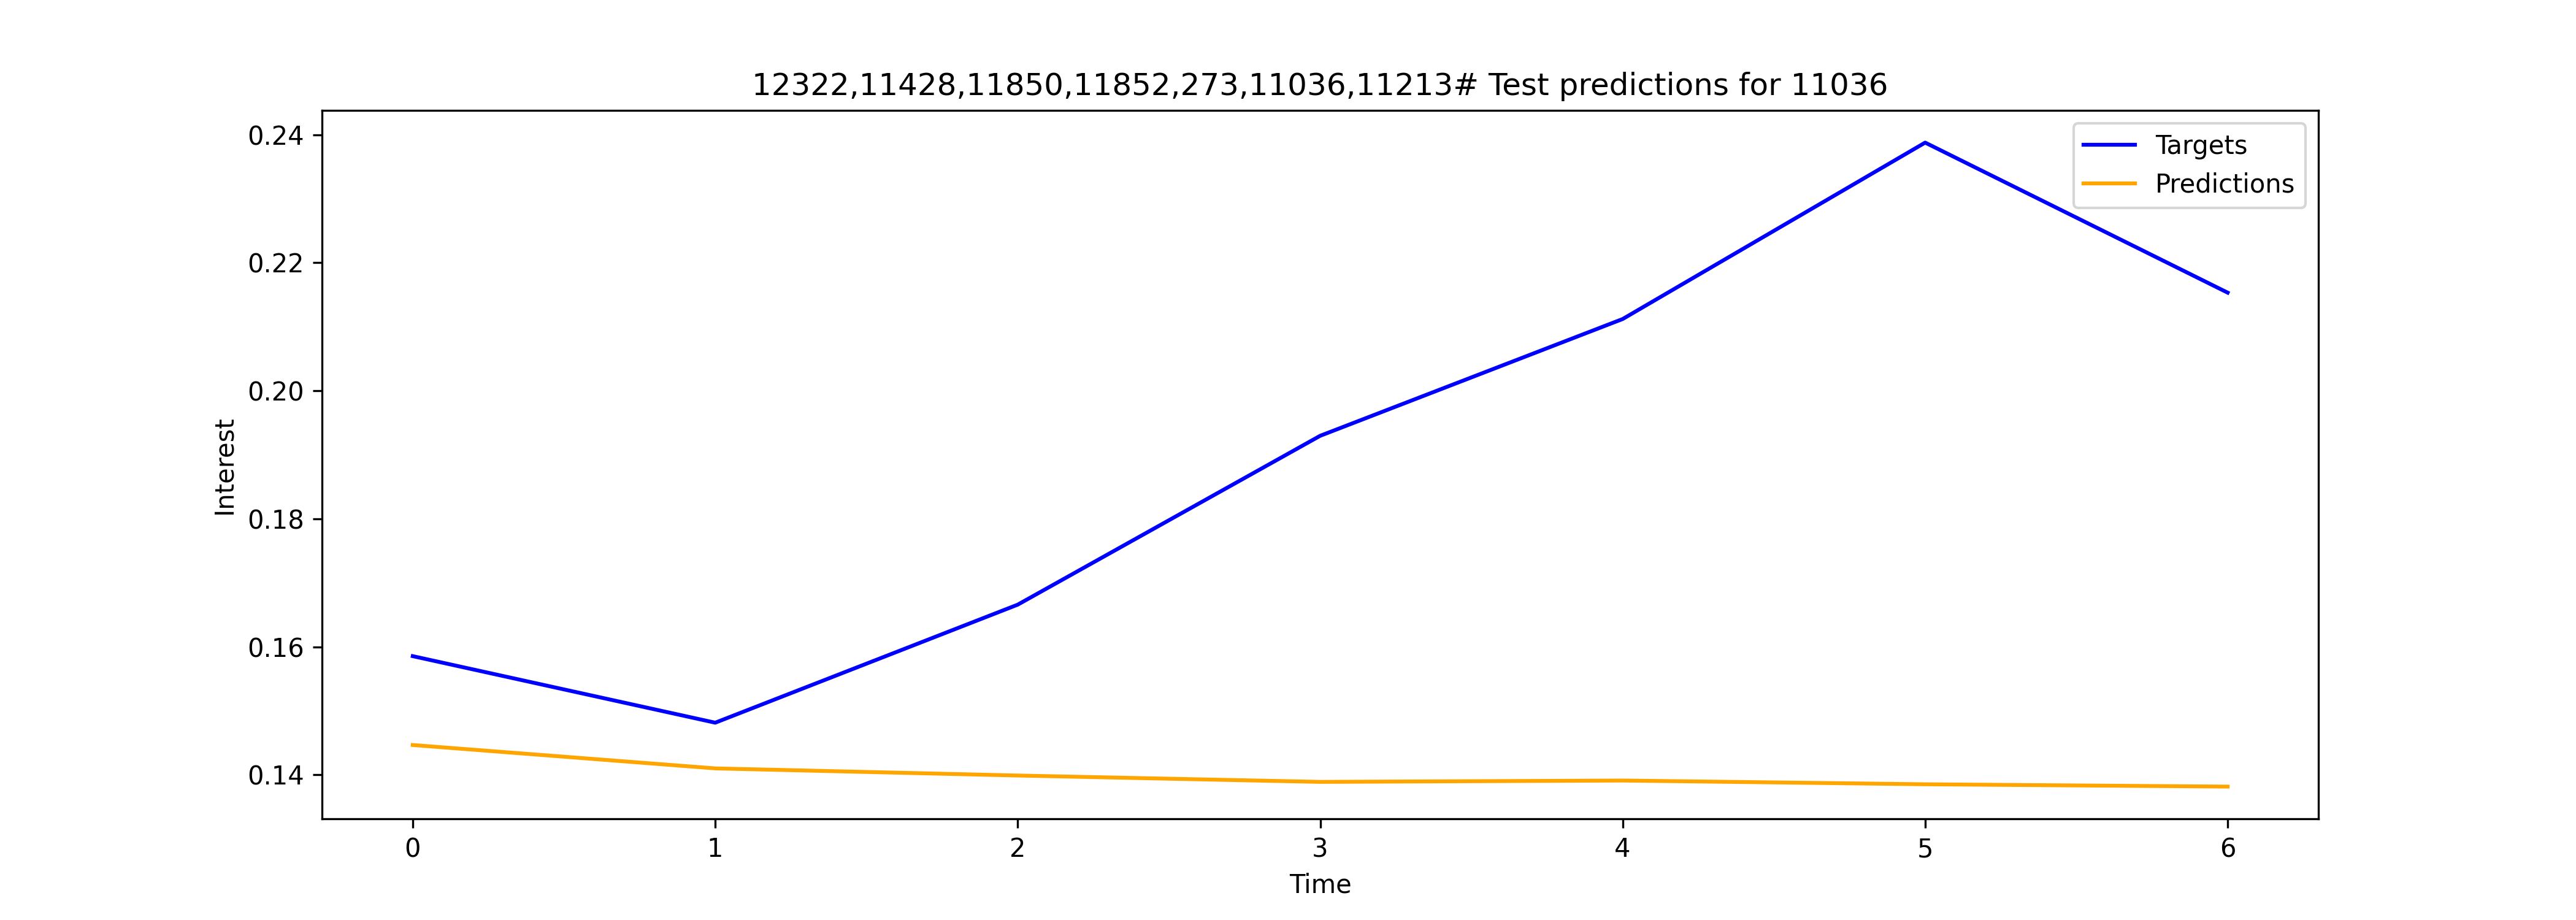 12322,11428,11850,11852,273,11036,11213# Test predictions for 11036
Targets
Predictions
0.24
0.22
0.20
0.18
0.16
0.14
Interest
0 1 2 3 4 5 6
Time